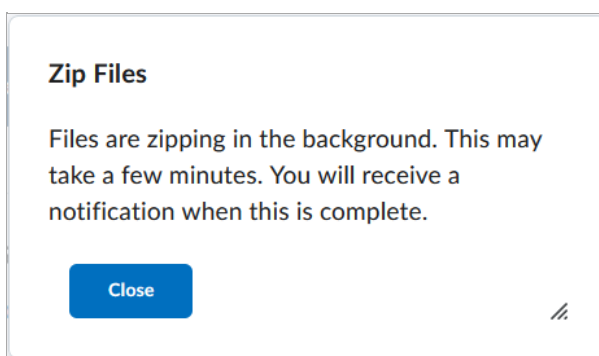 Zip Files
Files are zipping in the background. This may
take a few minutes. You will receive a
notification when this is complete.
Close